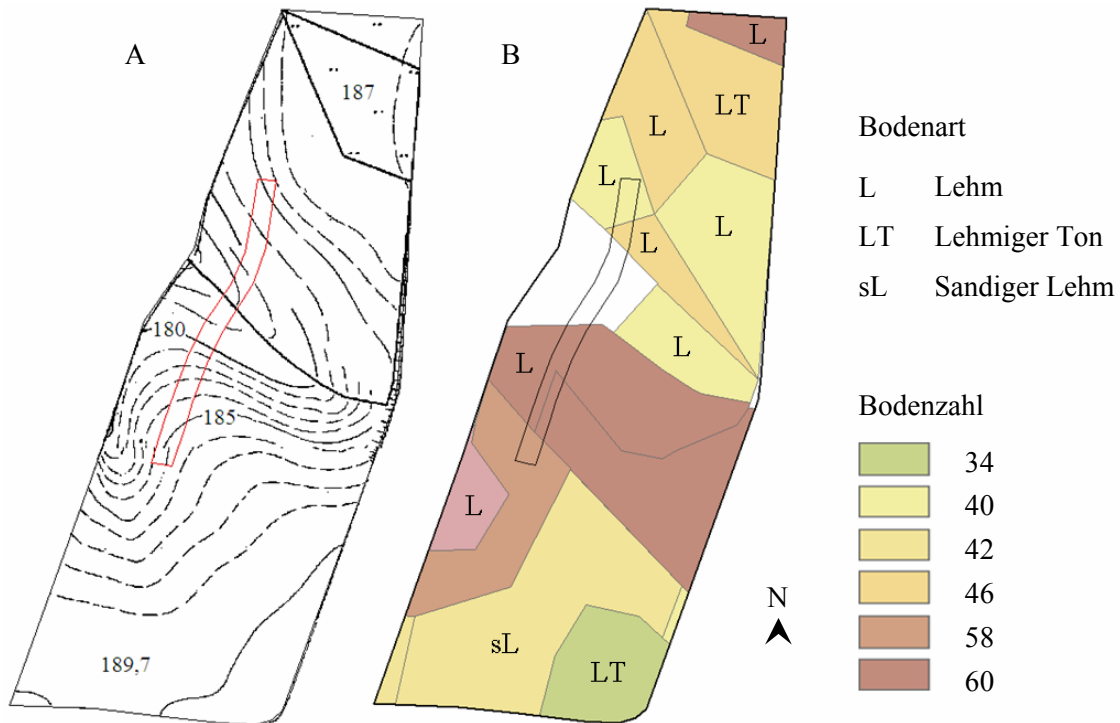 A
187
180
185
189,7
B
L
LT
L
L
L
L
L
L
L
sL
LT
N
Bodenart
L Lehm
LT Lehmiger Ton
sL Sandiger Lehm
Bodenzahl
34
40
42
46
58
60